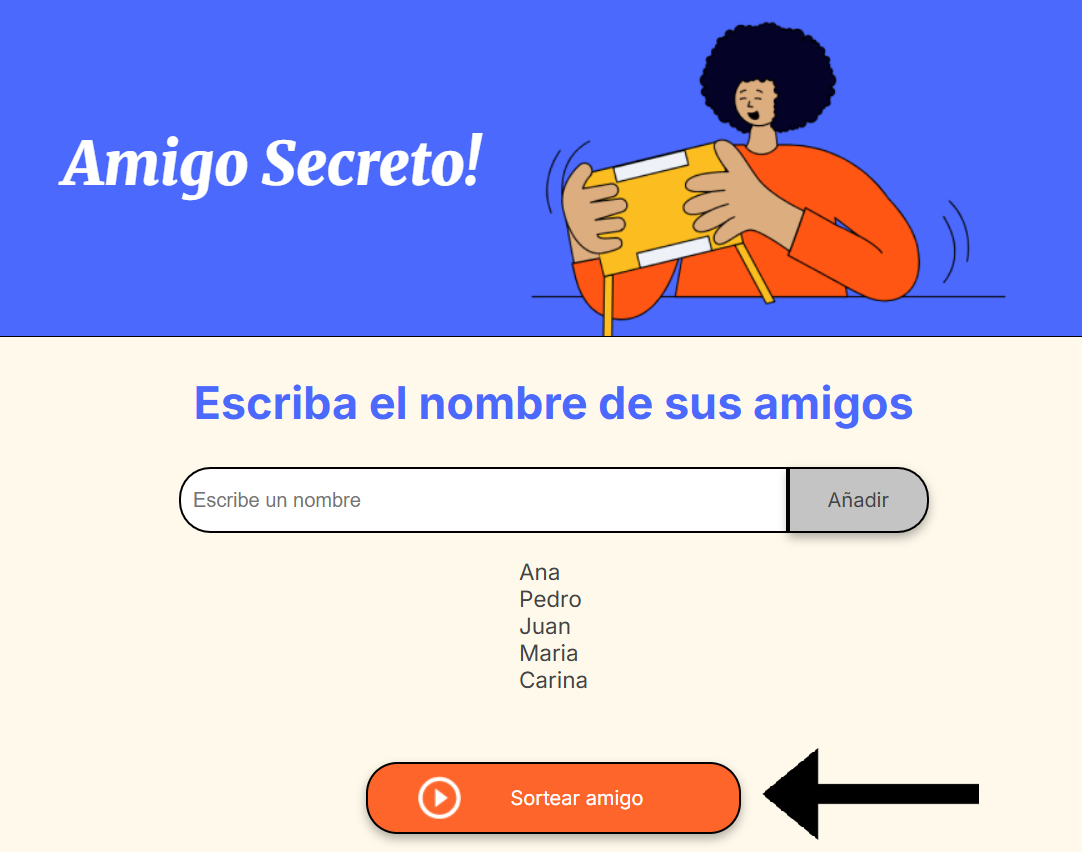 Amigo Secreto!
Escriba el nombre de sus amigos
Escribe un nombre
Añadir
Ana
Pedro
Juan
Maria
Carina
Sortear amigo